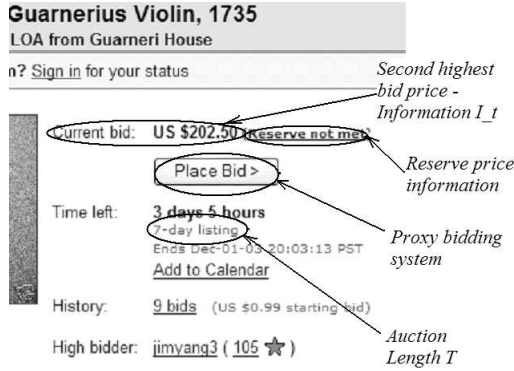 Guarnerius Violin, 1735
LOA from Guarneri House
n? Sign in for your status
Second highest
bid price -
Information I_t
Current bid: US $202.50 (Reserve not met)
Reserve price
information
Place Bid >
Time left: 3 days 5 hours
7-day listing
Ends Dec-01-03 20:03:13 PST
Add to Calendar
Proxy bidding
system
History: 9 bids (US $0.99 starting bid)
Auction
Length T
High bidder: jimyang3 ( 105 )